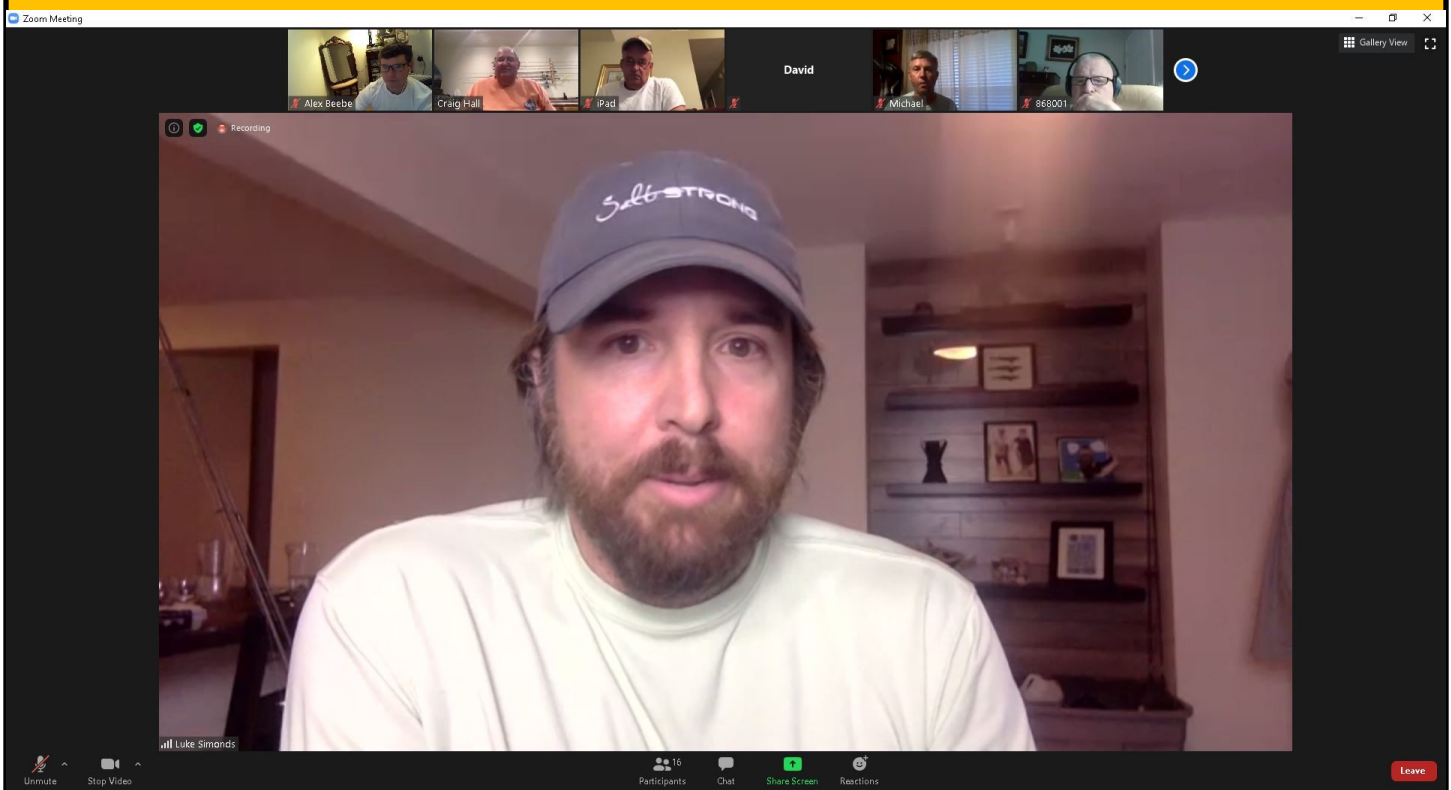 Zoom Meeting
Gallery View
Alex Beebe
Craig Hall
iPad
David
Michael
868001
Recording
Salt STRONG
Luke Simonds
Unmute
Stop Video
16
Participants
Chat
Share Screen
Reactions
Leave